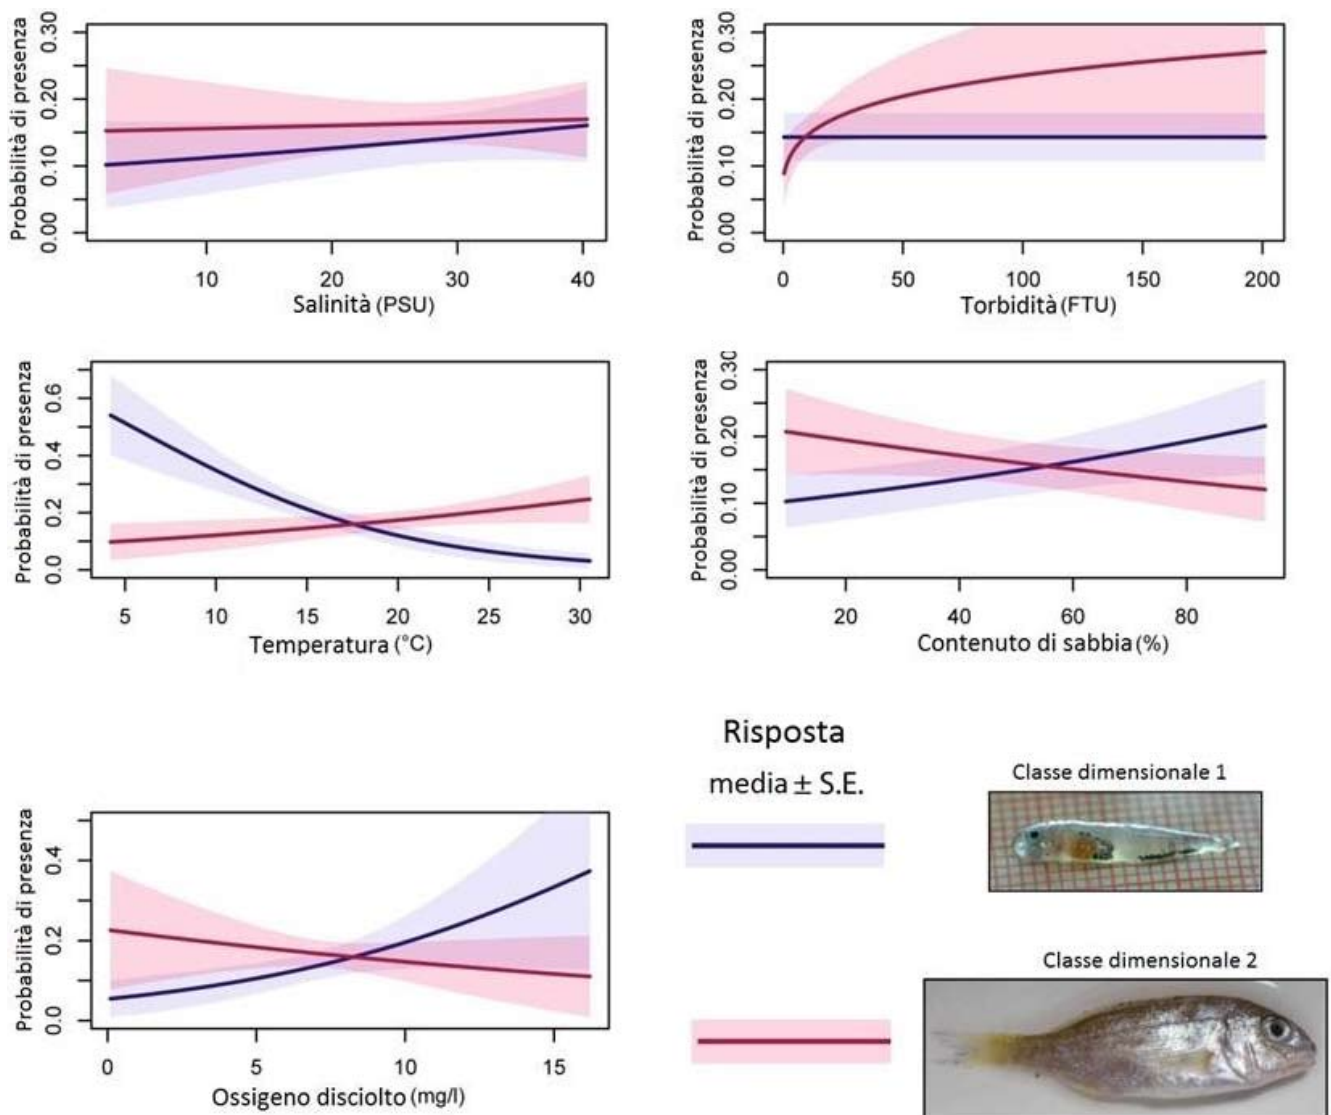 Probabilità di presenza
0.00 0.10 0.20 0.30
10 20 30 40
Salinità (PSU)
Probabilità di presenza
0.00 0.10 0.20 0.30
0 50 100 150 200
Torbidità (FTU)
Probabilità di presenza
0.0 0.2 0.4 0.6
5 10 15 20 25 30
Temperatura (°C)
Probabilità di presenza
0.00 0.10 0.20 0.30
20 40 60 80
Contenuto di sabbia (%)
Probabilità di presenza
0.0 0.2 0.4
0 5 10 15
Ossigeno disciolto (mg/l)
Risposta
media ± S.E.
Classe dimensionale 1
Classe dimensionale 2